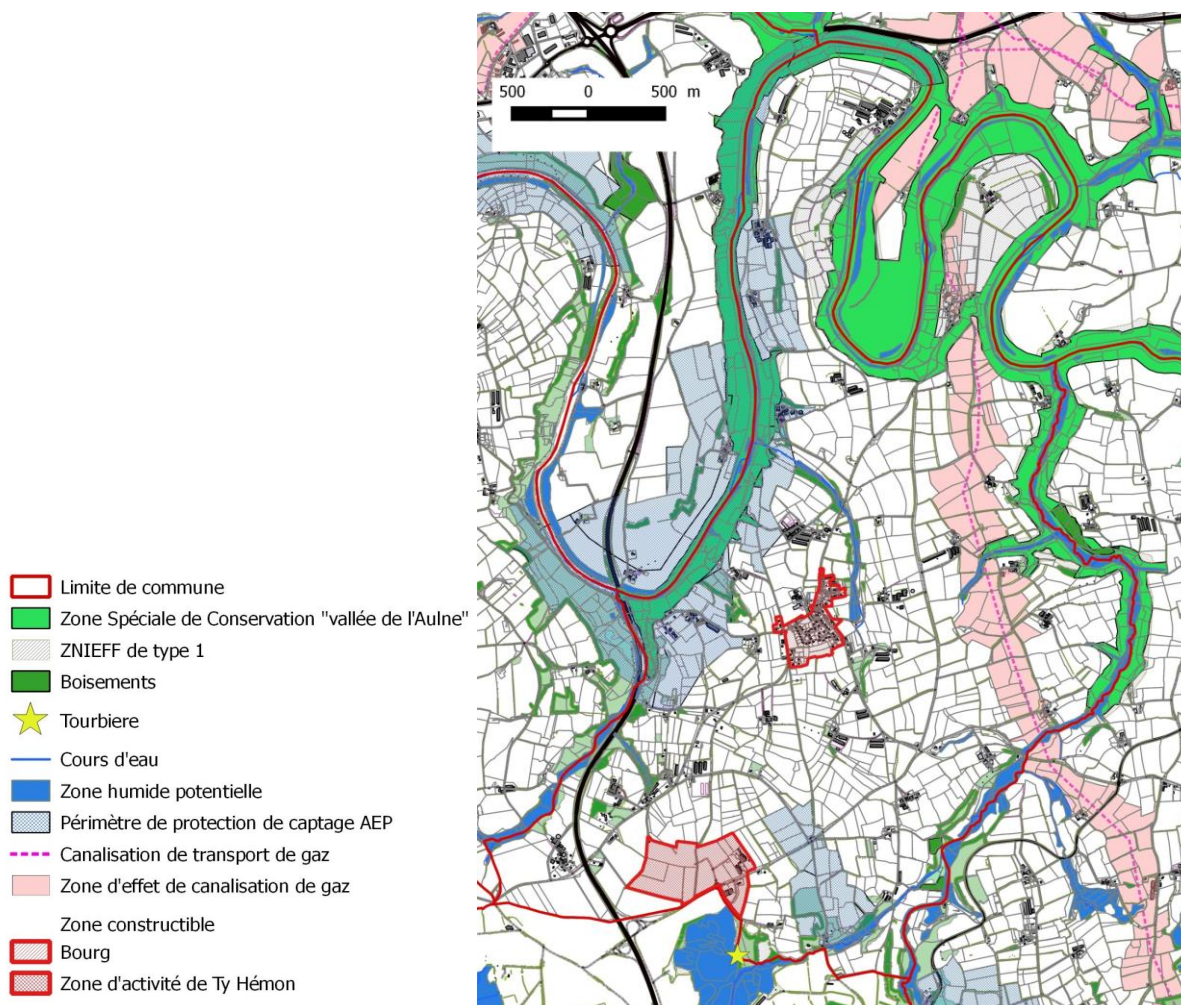 500 0 500 m
Limite de commune
Zone Spéciale de Conservation "vallée de l'Aulne"
ZNIEFF de type 1
Boisements
Tourbiere
Cours d'eau
Zone humide potentielle
Périmètre de protection de captage AEP
Canalisation de transport de gaz
Zone d'effet de canalisation de gaz
Zone constructible
Bourg
Zone d'activité de Ty Hémon